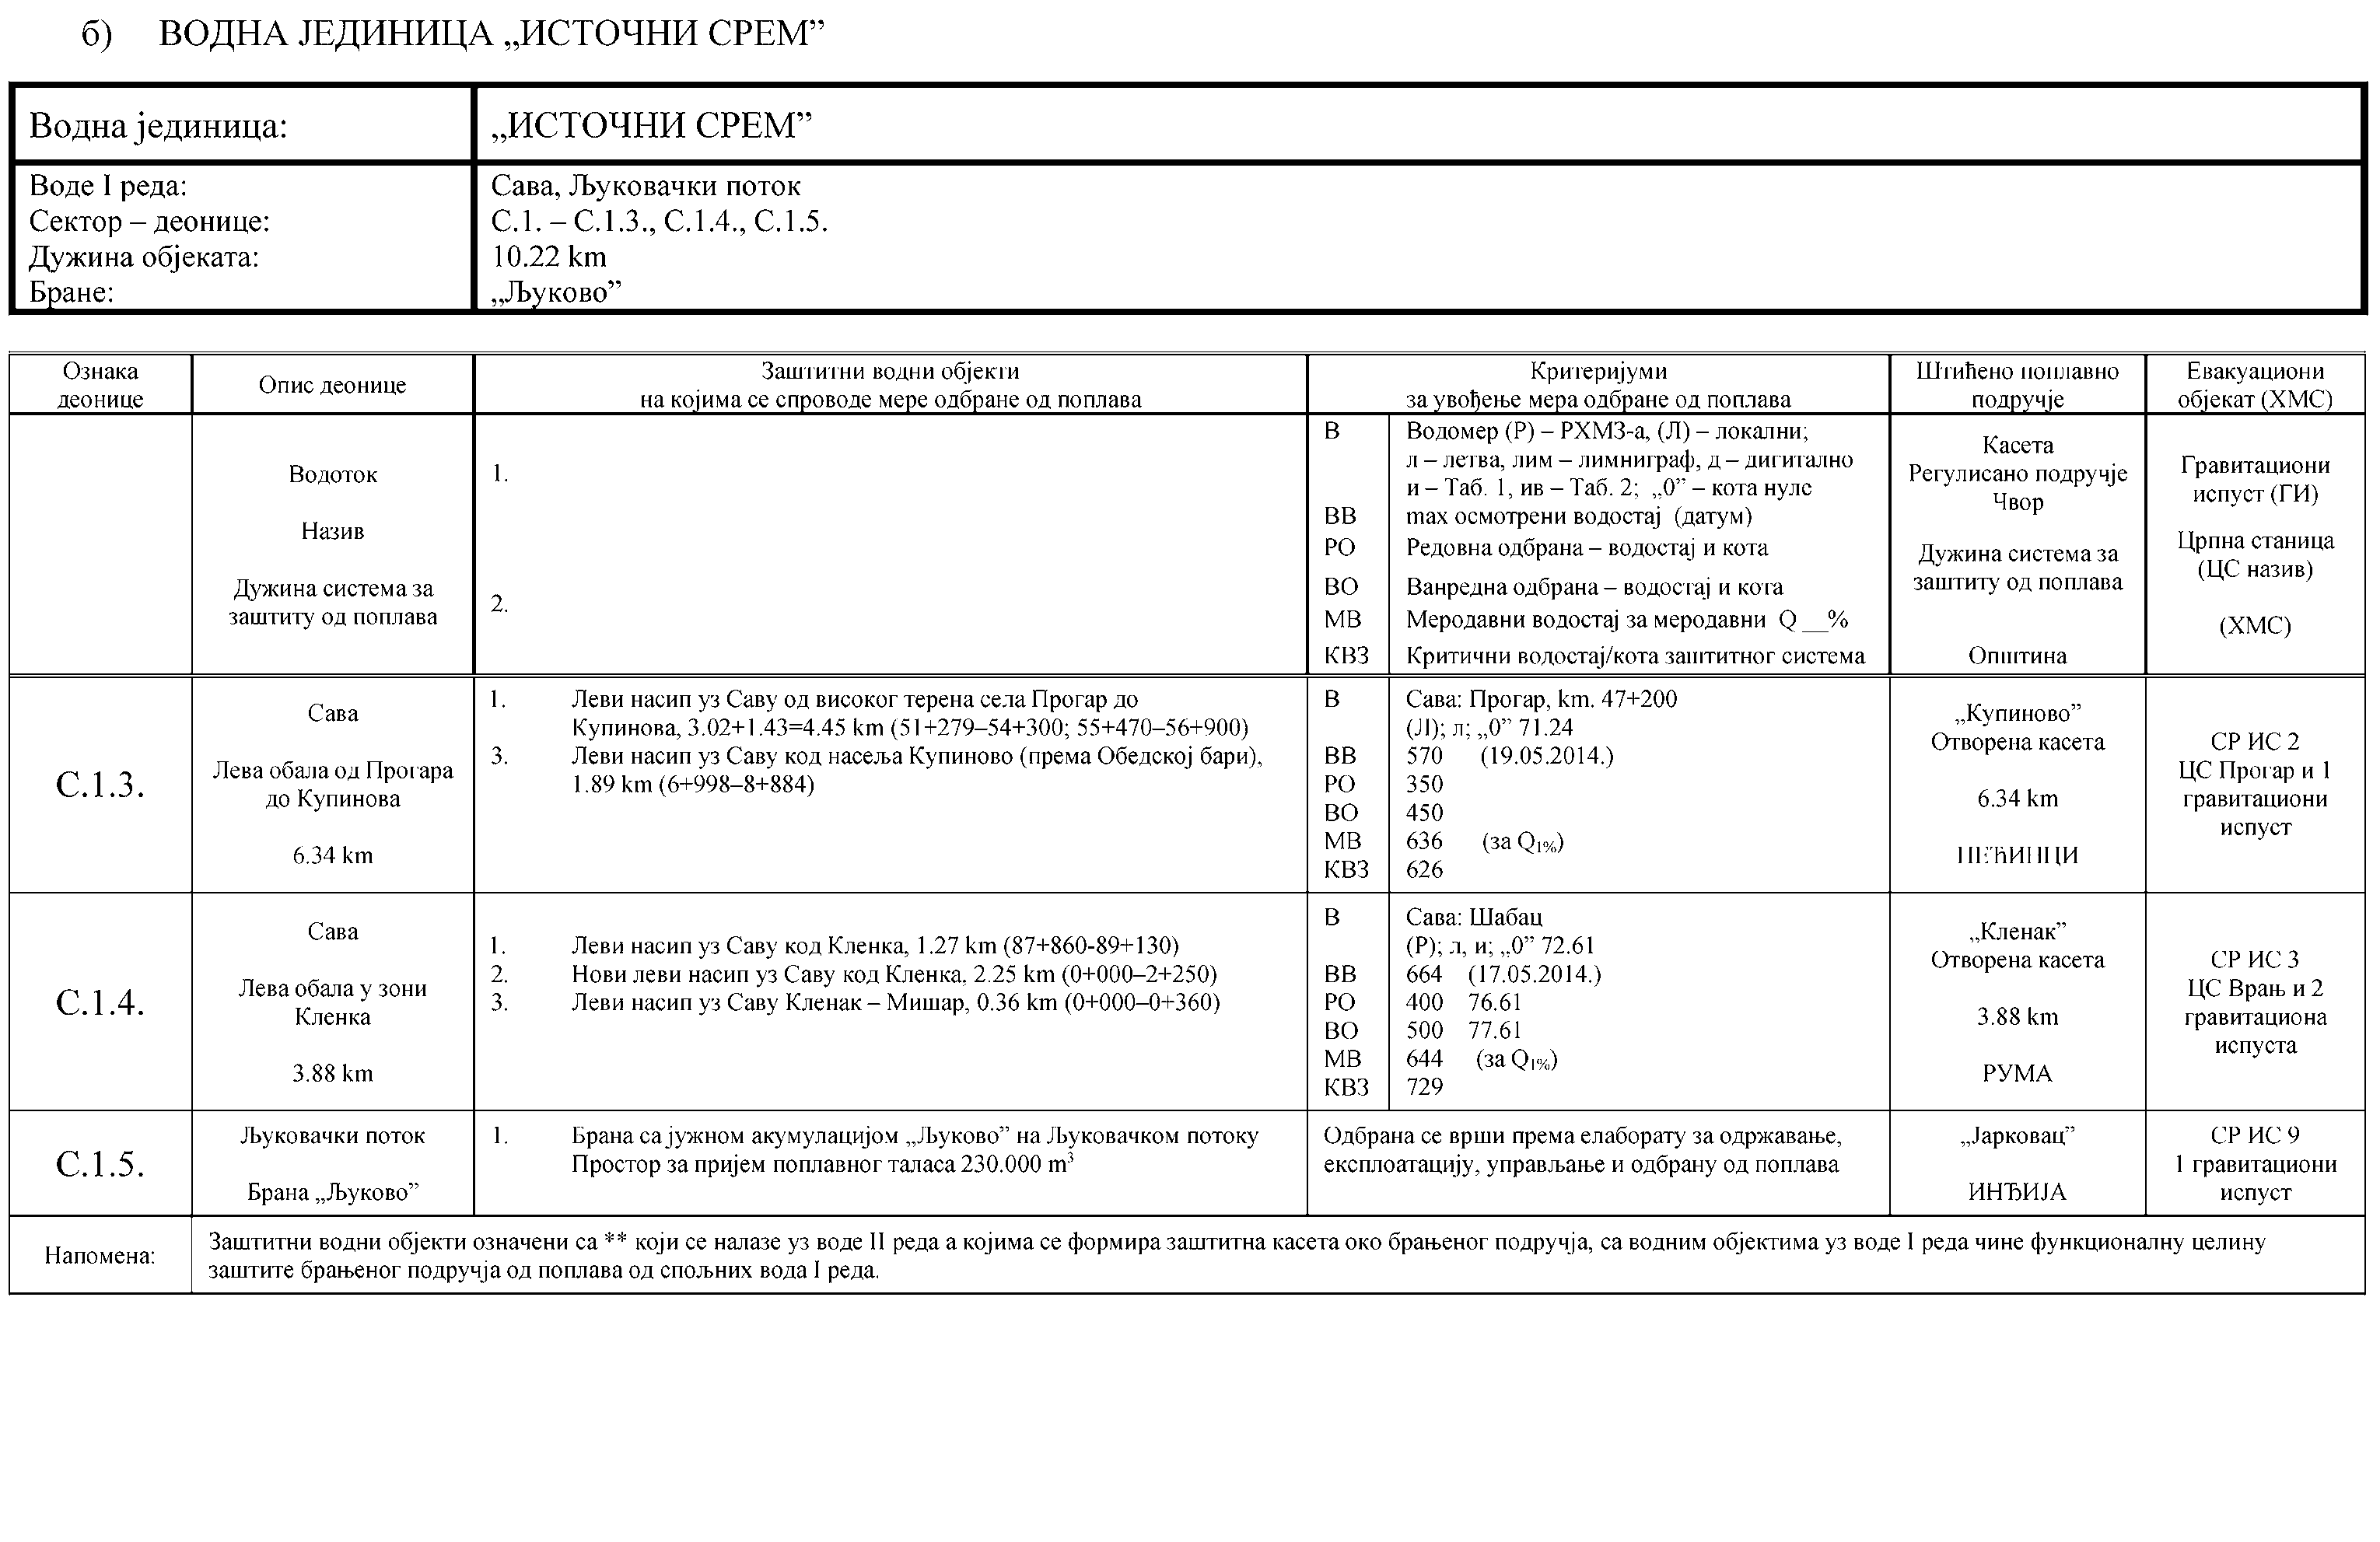 б) ВОДНА ЈЕДИНИЦА „ИСТОЧНИ СРЕМ”
Водна јединица: „ИСТОЧНИ СРЕМ”
Воде I реда: Сава, Љуковачки поток
Сектор – деонице: С.1. – С.1.3., С.1.4., С.1.5.
Дужина објеката: 10.22 km
Бране: „Љуково”
Ознака
деонице
Опис деонице
Заштитни водни објекти
на којима се спроводе мере одбране од поплава
Критеријуми
за увођење мера одбране од поплава
Штићено поплавно
подручје
Евакуациони
објекат (ХМС)
Водоток
Назив
Дужина система за
заштиту од поплава
1.
2.
В Водомер (Р) – РХМЗ-а, (Л) – локални;
л – летва, лим – лимниграф, д – дигитално
и – Таб. 1, ив – Таб. 2; „0” – кота нуле
ВВ max осмотрени водостај (датум)
РО Редовна одбрана – водостај и кота
ВО Ванредна одбрана – водостај и кота
МВ Меродавни водостај за меродавни Q __%
КВЗ Критични водостај/кота заштитног система
Касета
Регулисано подручје
Чвор
Дужина система за
заштиту од поплава
Општина
Гравитациони
испуст (ГИ)
Црпна станица
(ЦС назив)
(ХМС)
С.1.3.
Сава
Лева обала од Прогара
до Купинова
6.34 km
1. Леви насип уз Саву од високог терена села Прогар до
Купинова, 3.02+1.43=4.45 km (51+279–54+300; 55+470–56+900)
3. Леви насип уз Саву код насеља Купиново (према Обедској бари),
1.89 km (6+998–8+884)
В Сава: Прогар, km. 47+200
(Л); л; „0” 71.24
ВВ 570 (19.05.2014.)
РО 350
ВО 450
МВ 636 (за Q1%)
КВЗ 626
„Купиново”
Отворена касета
6.34 km
ПЕЋИНЦИ
СР ИС 2
ЦС Прогар и 1
гравитациони
испуст
С.1.4.
Сава
Лева обала у зони
Кленка
3.88 km
1. Леви насип уз Саву код Кленка, 1.27 km (87+860-89+130)
2. Нови леви насип уз Саву код Кленка, 2.25 km (0+000–2+250)
3. Леви насип уз Саву Кленак – Мишар, 0.36 km (0+000–0+360)
В Сава: Шабац
(Р); л, и; „0” 72.61
ВВ 664 (17.05.2014.)
РО 400 76.61
ВО 500 77.61
МВ 644 (за Q1%)
КВЗ 729
„Кленак”
Отворена касета
3.88 km
РУМА
СР ИС 3
ЦС Врањ и 2
гравитациона
испуста
С.1.5.
Љуковачки поток
Брана „Љуково”
1. Брана са јужном акумулацијом „Љуково” на Љуковачком потоку
Простор за пријем поплавног таласа 230.000 m³
Одбрана се врши према елаборату за одржавање,
експлоатацију, управљање и одбрану од поплава
„Јарковац”
ИНЂИЈА
СР ИС 9
1 гравитациони
испуст
Напомена:
Заштитни водни објекти означени са ** који се налазе уз воде II реда а којима се формира заштитна касета око брањеног подручја, са водним објектима уз воде I реда чине функционалну целину
заштите брањеног подручја од поплава од спољних вода I реда.